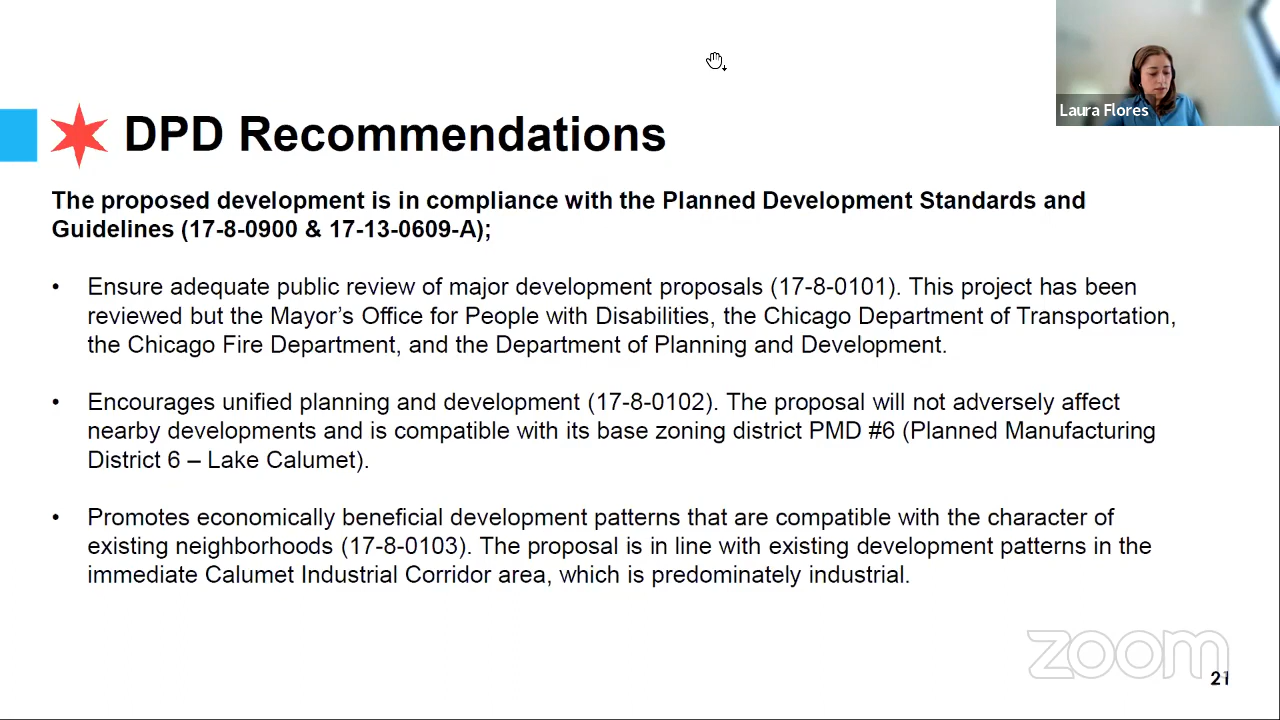 Laura Flores
DPD Recommendations
The proposed development is in compliance with the Planned Development Standards and
Guidelines (17-8-0900 & 17-13-0609-A);
• Ensure adequate public review of major development proposals (17-8-0101). This project has been
reviewed but the Mayor's Office for People with Disabilities, the Chicago Department of Transportation,
the Chicago Fire Department, and the Department of Planning and Development.
• Encourages unified planning and development (17-8-0102). The proposal will not adversely affect
nearby developments and is compatible with its base zoning district PMD #6 (Planned Manufacturing
District 6 – Lake Calumet).
• Promotes economically beneficial development patterns that are compatible with the character of
existing neighborhoods (17-8-0103). The proposal is in line with existing development patterns in the
immediate Calumet Industrial Corridor area, which is predominately industrial.
zoom
21